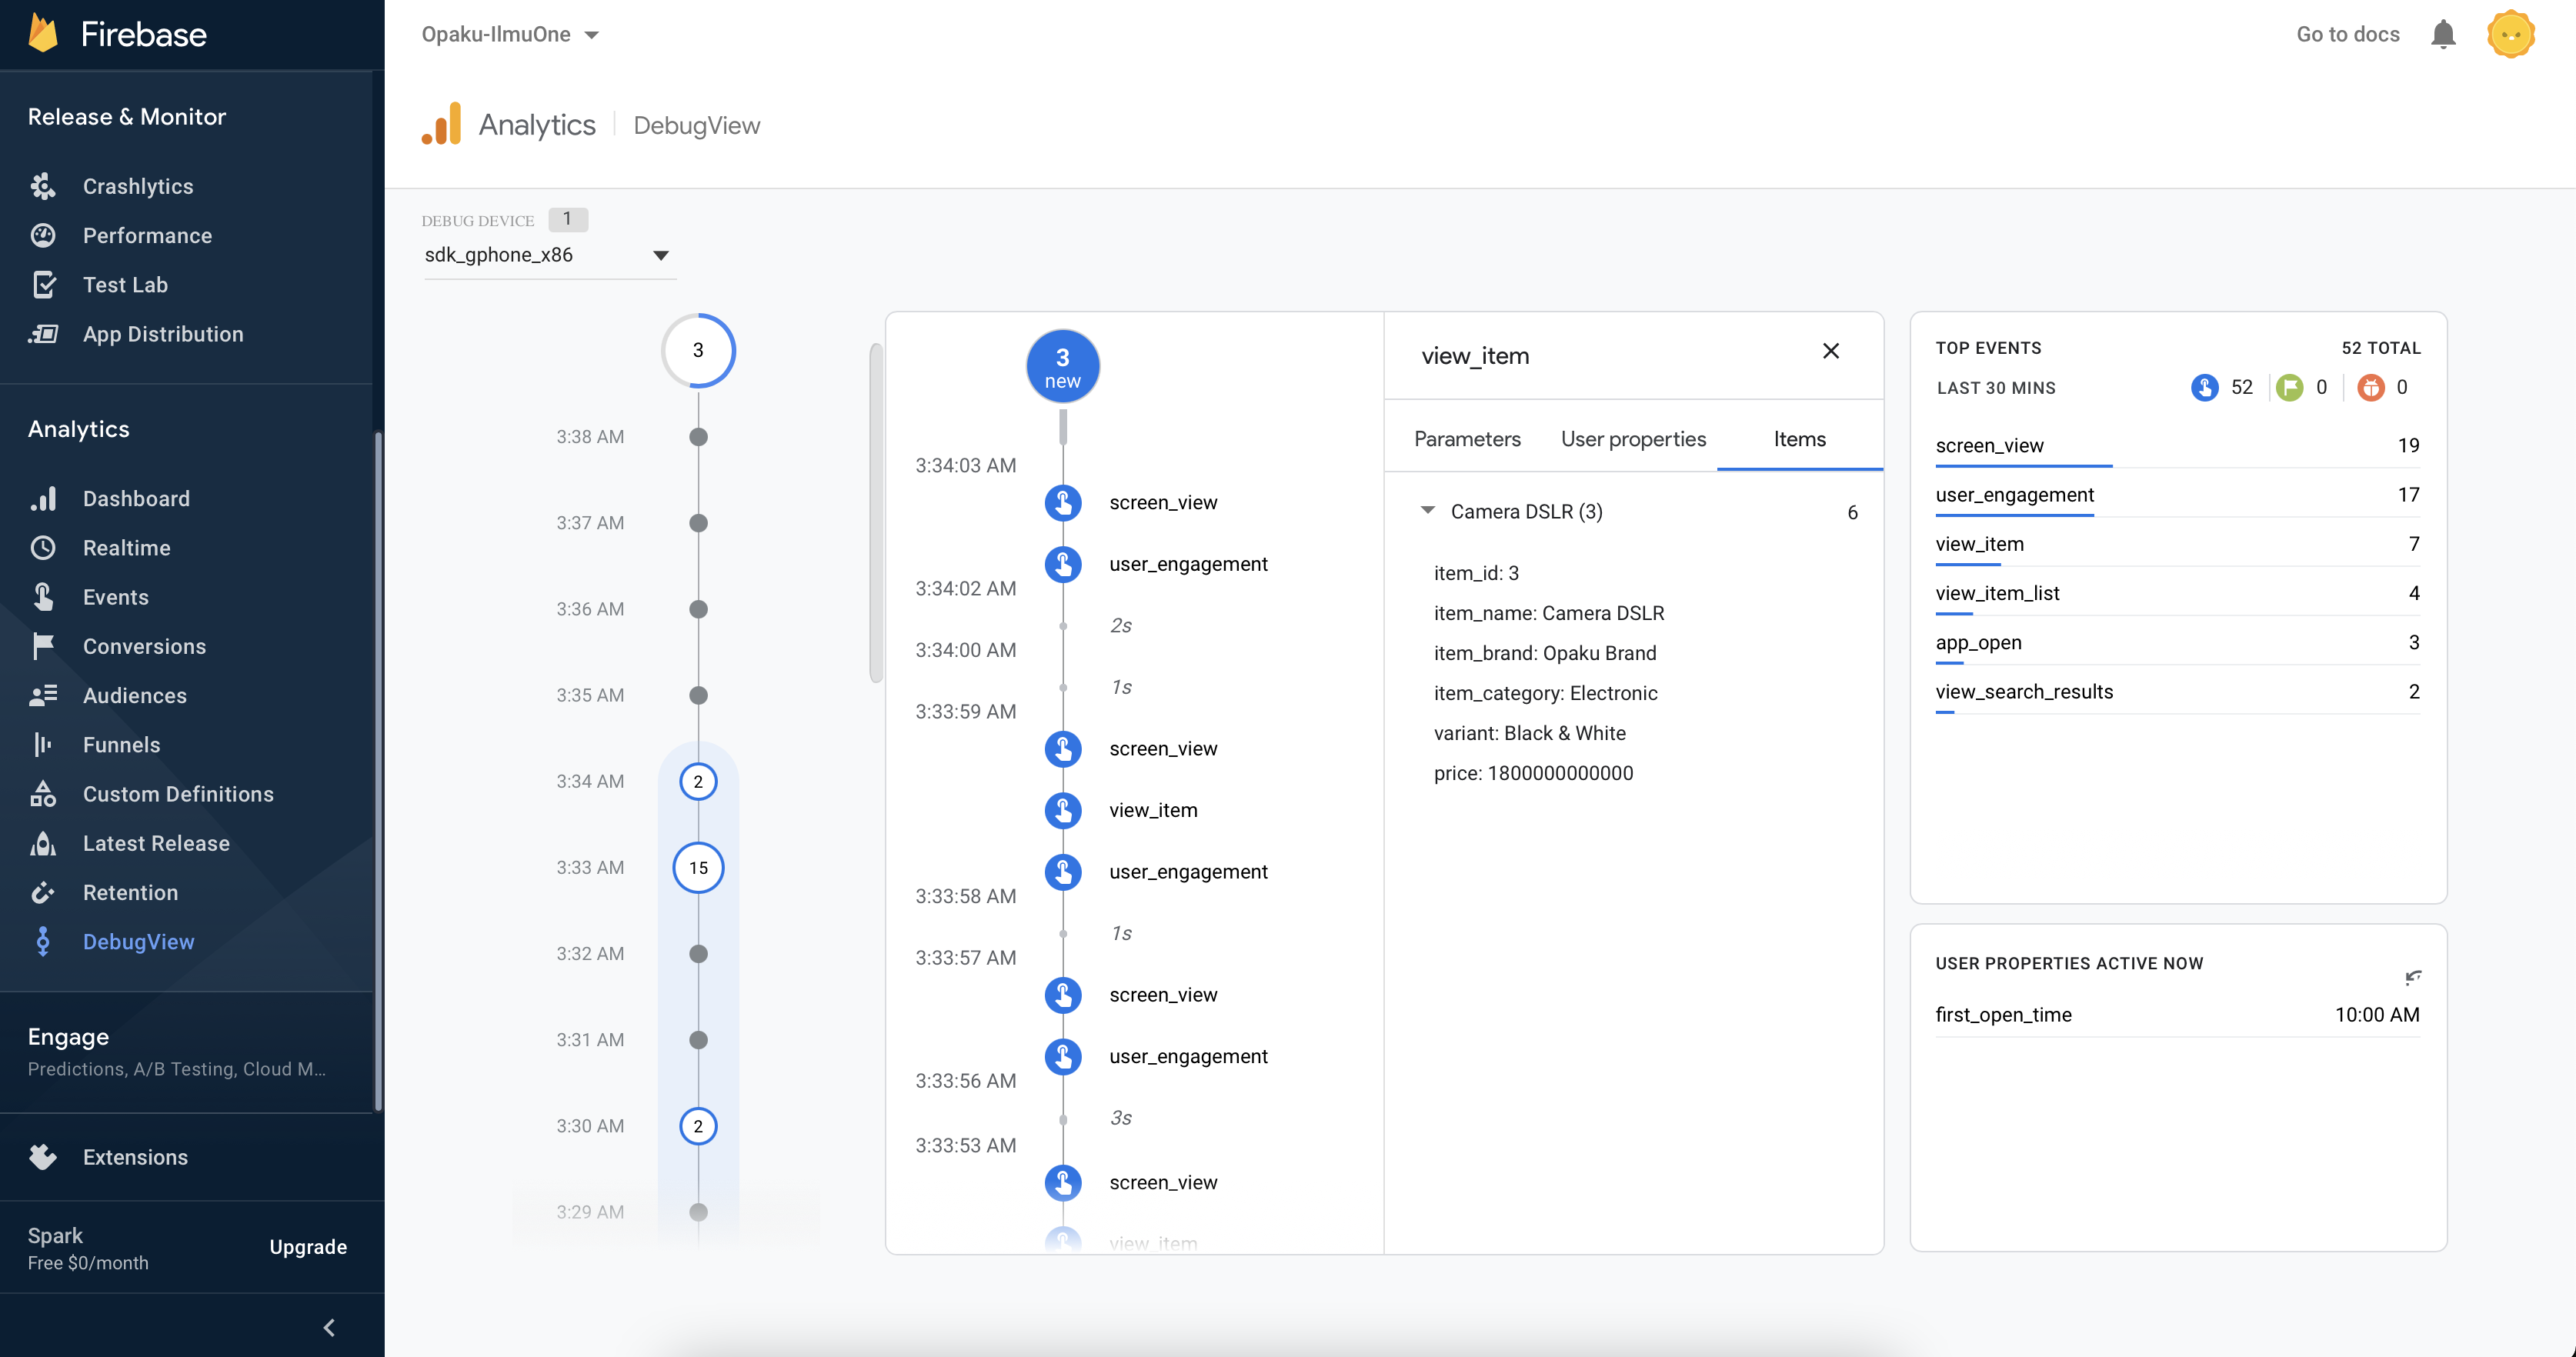 Firebase
Release & Monitor
Crashlytics
Performance
Test Lab
App Distribution
Analytics
Dashboard
Realtime
Events
Conversions
Audiences
Funnels
Custom Definitions
Latest Release
Retention
DebugView
Engage
Predictions, A/B Testing, Cloud M...
Extensions
Spark
Free $0/month
Upgrade
Opaku-IlmuOne
Go to docs
Analytics
DebugView
DEBUG DEVICE 1
sdk_gphone_x86
3
3:38 AM
3:37 AM
3:36 AM
3:35 AM
3:34 AM 2
3:33 AM 15
3:32 AM
3:31 AM
3:30 AM 2
3:29 AM
3
new
3:34:03 AM
screen_view
user_engagement
3:34:02 AM
2s
3:34:00 AM
1s
3:33:59 AM
screen_view
view_item
user_engagement
3:33:58 AM
1s
3:33:57 AM
screen_view
user_engagement
3:33:56 AM
3s
3:33:53 AM
screen_view
view_item
view_item
Parameters User properties Items
Camera DSLR (3) 6
item_id: 3
item_name: Camera DSLR
item_brand: Opaku Brand
item_category: Electronic
variant: Black & White
price: 1800000000000
TOP EVENTS 52 TOTAL
LAST 30 MINS 52 0 0
screen_view 19
user_engagement 17
view_item 7
view_item_list 4
app_open 3
view_search_results 2
USER PROPERTIES ACTIVE NOW
first_open_time 10:00 AM